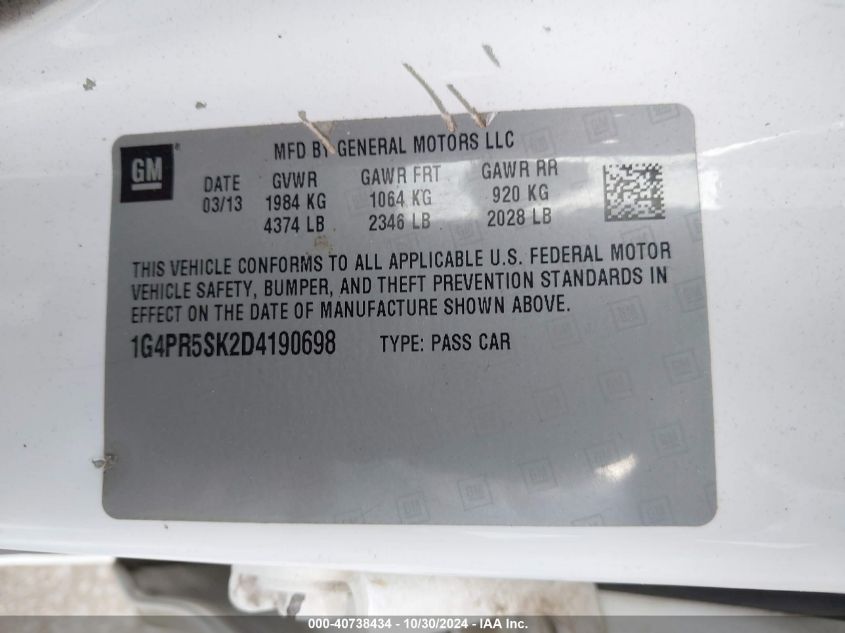 GM ®
MFD BY GENERAL MOTORS LLC
DATE GVWR GAWR FRT GAWR RR
03/13 1984 KG 1064 KG 920 KG
4374 LB 2346 LB 2028 LB
THIS VEHICLE CONFORMS TO ALL APPLICABLE U.S. FEDERAL MOTOR
VEHICLE SAFETY, BUMPER, AND THEFT PREVENTION STANDARDS IN
EFFECT ON THE DATE OF MANUFACTURE SHOWN ABOVE.
1G4PR5SK2D4190698 TYPE: PASS CAR
000-40738434 - 10/30/2024 - IAA Inc.